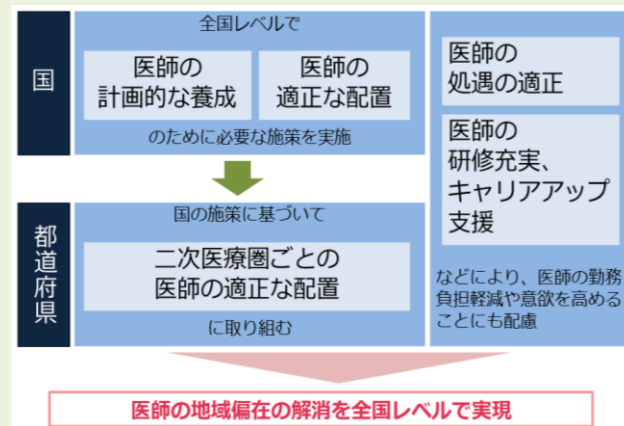 国
全国レベルで
医師の
計画的な養成
医師の
適正な配置
のために必要な施策を実施
都道府県
国の施策に基づいて
二次医療圏ごとの
医師の適正な配置
に取り組む
医師の
処遇の適正
医師の
研修充実、
キャリアアップ
支援
などにより、医師の勤務
負担軽減や意欲を高める
ことにも配慮
医師の地域偏在の解消を全国レベルで実現